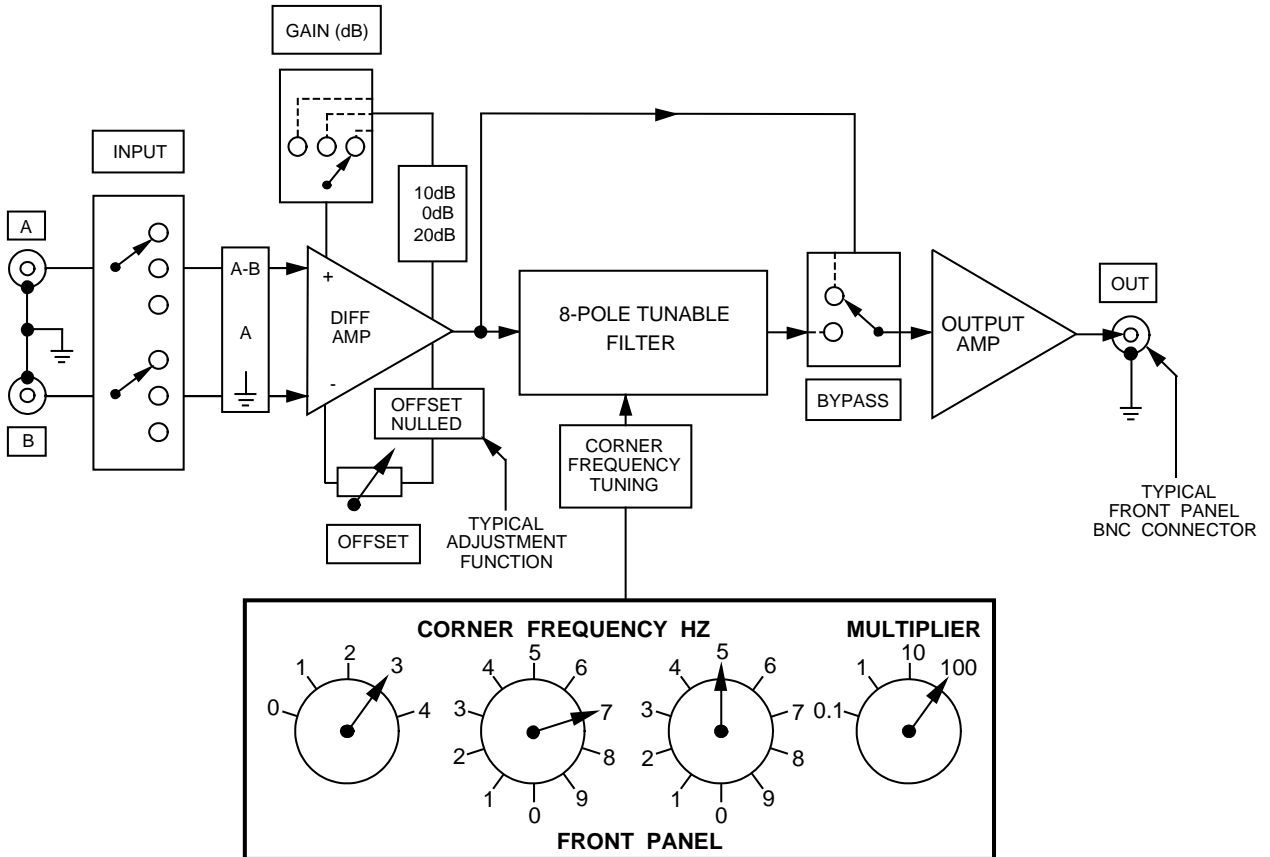 GAIN (dB)
INPUT
A
B
A-B
A
+
-
DIFF
AMP
10dB
0dB
20dB
OFFSET
NULLED
OFFSET
TYPICAL
ADJUSTMENT
FUNCTION
8-POLE TUNABLE
FILTER
CORNER
FREQUENCY
TUNING
BYPASS
OUTPUT
AMP
OUT
TYPICAL
FRONT PANEL
BNC CONNECTOR
CORNER FREQUENCY HZ
MULTIPLIER
0 1 2 3 4
0 1 2 3 4 5 6 7 8 9
0 1 2 3 4 5 6 7 8 9
0.1 1 10 100
FRONT PANEL